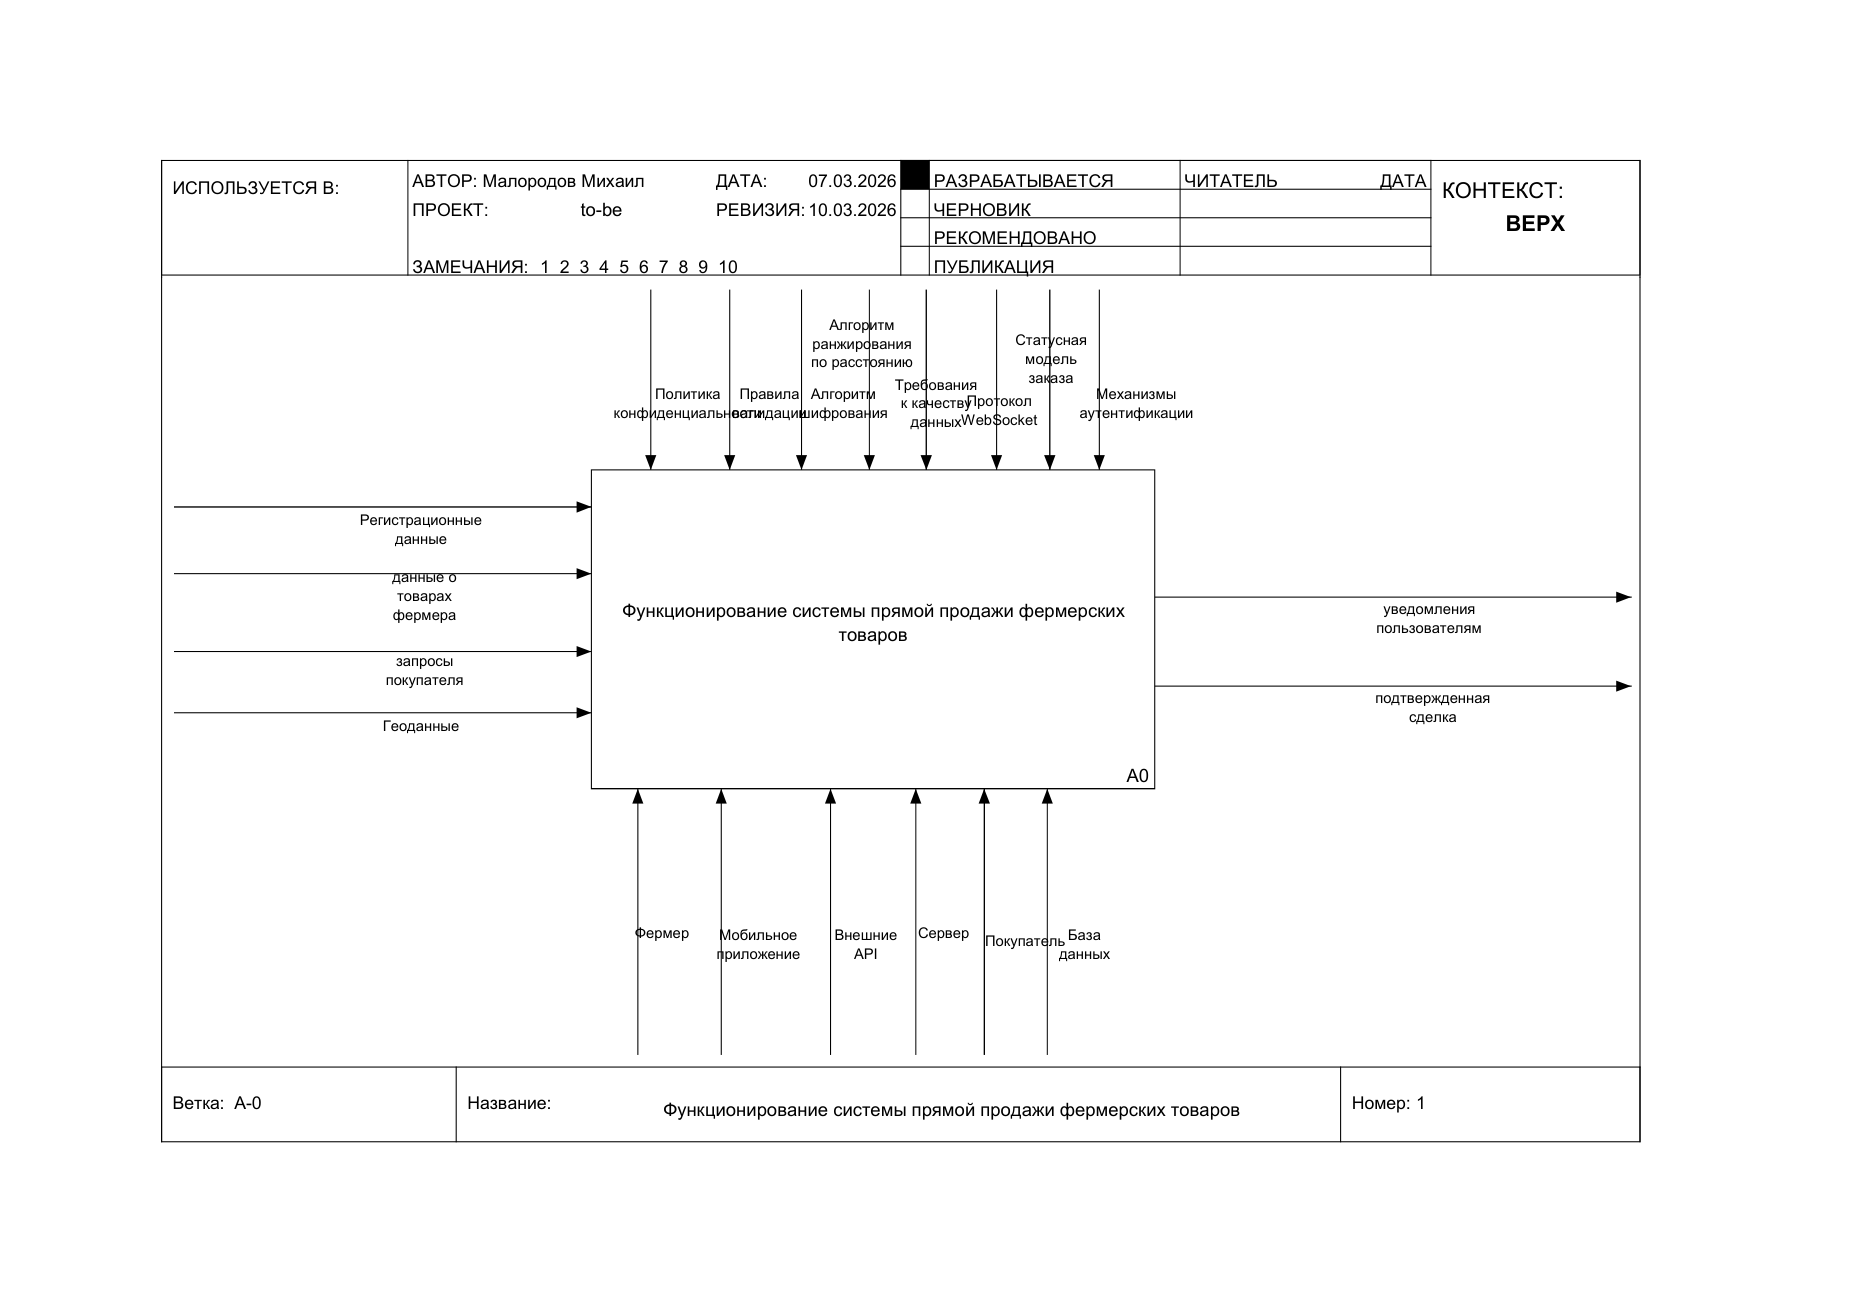 ИСПОЛЬЗУЕТСЯ В:
АВТОР: Малородов Михаил ДАТА: 07.03.2026
ПРОЕКТ: to-be РЕВИЗИЯ: 10.03.2026
ЗАМЕЧАНИЯ: 1 2 3 4 5 6 7 8 9 10
РАЗРАБАТЫВАЕТСЯ
ЧЕРНОВИК
РЕКОМЕНДОВАНО
ПУБЛИКАЦИЯ
ЧИТАТЕЛЬ ДАТА
КОНТЕКСТ:
ВЕРХ
Политика
конфиденциальности
Правила
валидации
Алгоритм
шифрования
Алгоритм
ранжирования
по расстоянию
Требования
к качеству
данных
Протокол
WebSocket
Статусная
модель
заказа
Механизмы
аутентификации
Регистрационные
данные
данные о
товарах
фермера
запросы
покупателя
Геоданные
Функционирование системы прямой продажи фермерских
товаров
A0
уведомления
пользователям
подтвержденная
сделка
Фермер
Мобильное
приложение
Внешние
API
Сервер
Покупатель
База
данных
Ветка: A-0
Название:
Функционирование системы прямой продажи фермерских товаров
Номер: 1